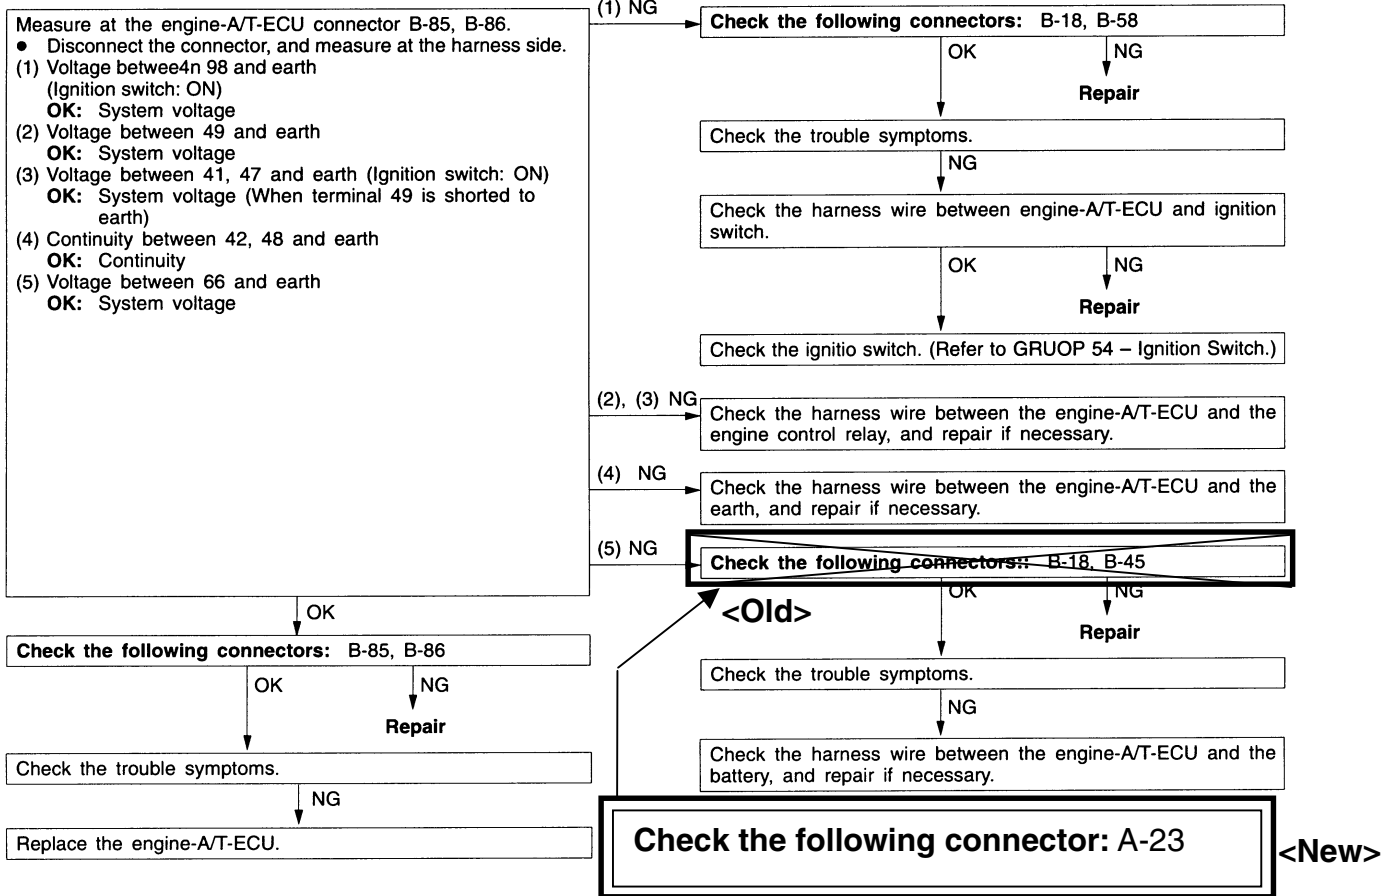 Measure at the engine-A/T-ECU connector B-85, B-86.
● Disconnect the connector, and measure at the harness side.
(1) Voltage betwee4n 98 and earth
(Ignition switch: ON)
OK: System voltage
(2) Voltage between 49 and earth
OK: System voltage
(3) Voltage between 41, 47 and earth (Ignition switch: ON)
OK: System voltage (When terminal 49 is shorted to
earth)
(4) Continuity between 42, 48 and earth
OK: Continuity
(5) Voltage between 66 and earth
OK: System voltage
(1) NG
Check the following connectors: B-18, B-58
OK
NG
Repair
Check the trouble symptoms.
NG
Check the harness wire between engine-A/T-ECU and ignition
switch.
OK
NG
Repair
Check the ignitio switch. (Refer to GRUOP 54 – Ignition Switch.)
(2), (3) NG
Check the harness wire between the engine-A/T-ECU and the
engine control relay, and repair if necessary.
(4) NG
Check the harness wire between the engine-A/T-ECU and the
earth, and repair if necessary.
(5) NG
Check the following connectors:: B-18, B-45
<Old>
OK
NG
Repair
Check the trouble symptoms.
NG
Check the harness wire between the engine-A/T-ECU and the
battery, and repair if necessary.
OK
Check the following connectors: B-85, B-86
OK
NG
Repair
Check the trouble symptoms.
NG
Replace the engine-A/T-ECU.
Check the following connector: A-23
<New>